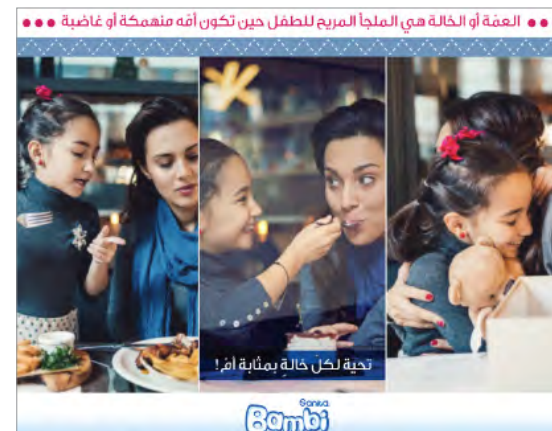 العمّة أو الخالة هي الملجأ المريح للطفل حين تكون أمّه منهمكة أو غاضبة
تحية لكلّ خالةٍ بمثابة أمّ!
Sanita
Bambi